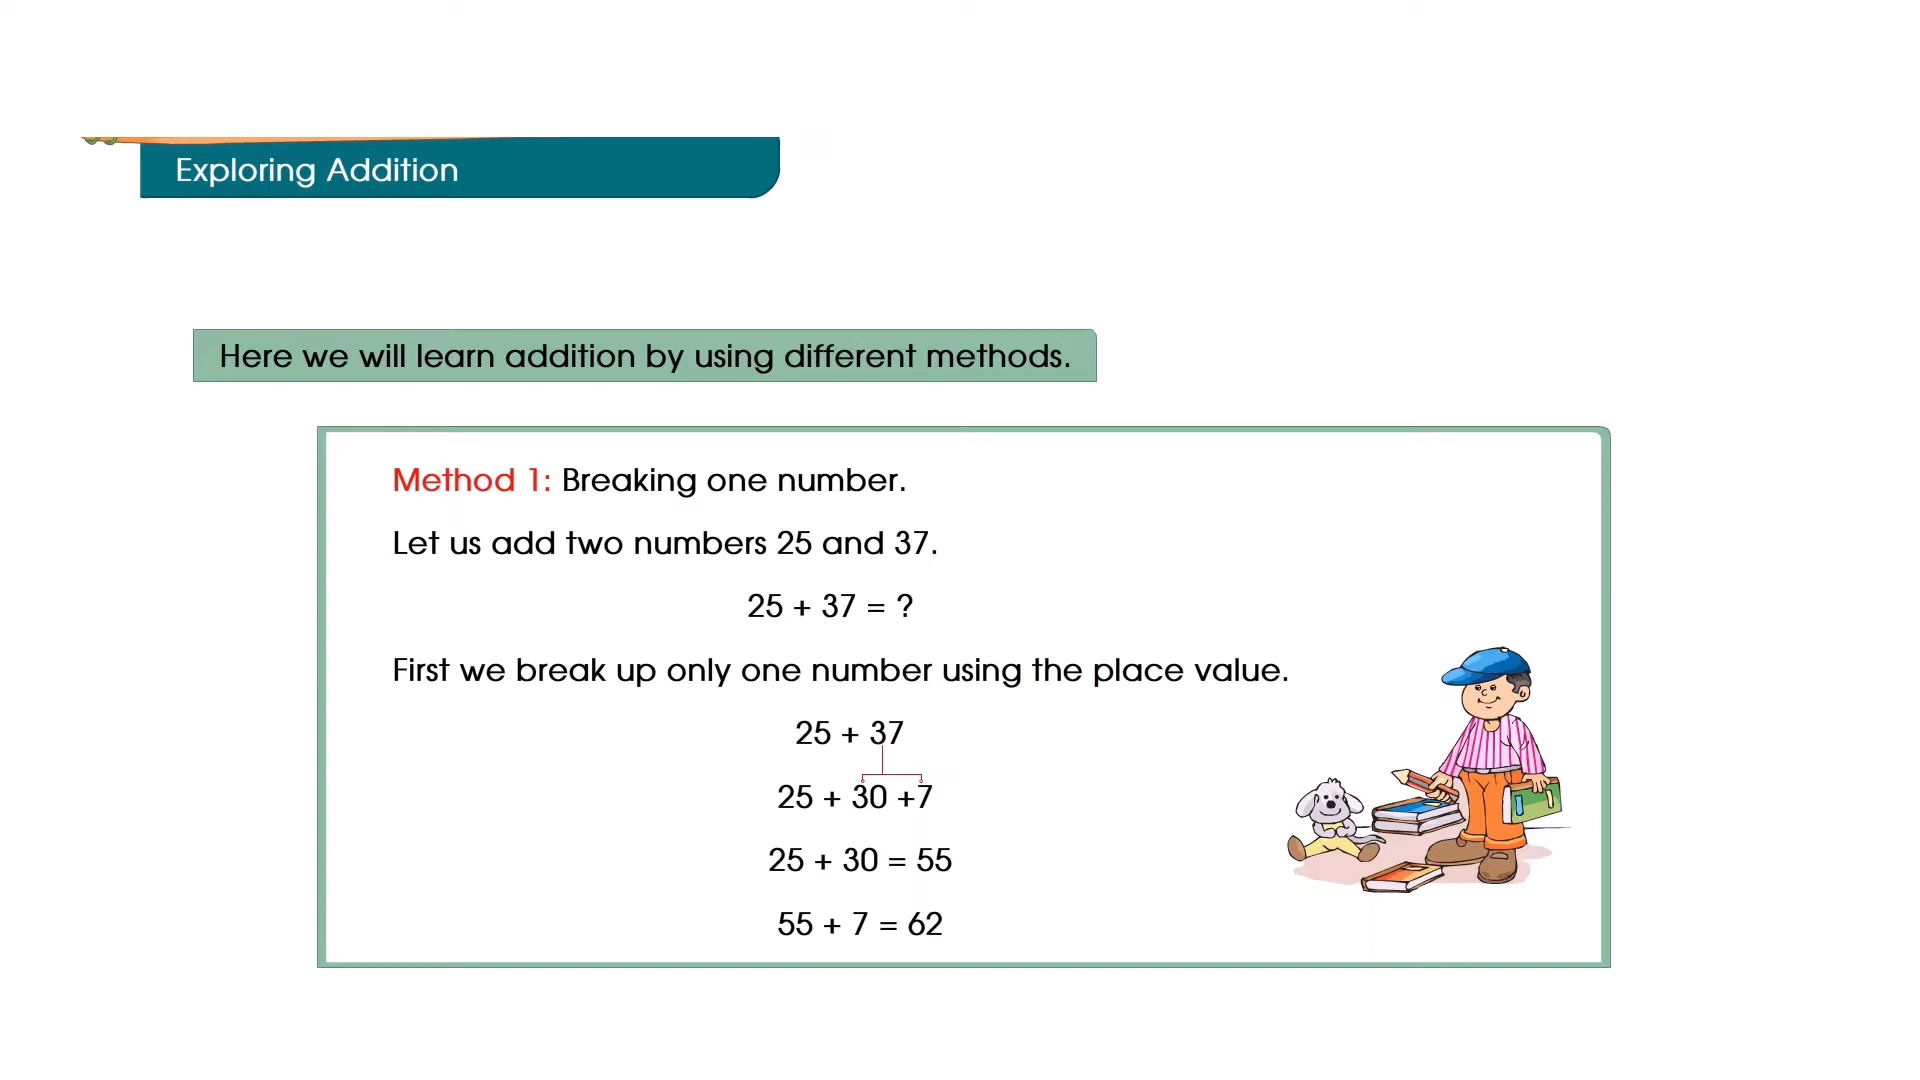 Exploring Addition
Here we will learn addition by using different methods.
Method 1: Breaking one number.
Let us add two numbers 25 and 37.
25 + 37 = ?
First we break up only one number using the place value.
25 + 37
25 + 30 +7
25 + 30 = 55
55 + 7 = 62